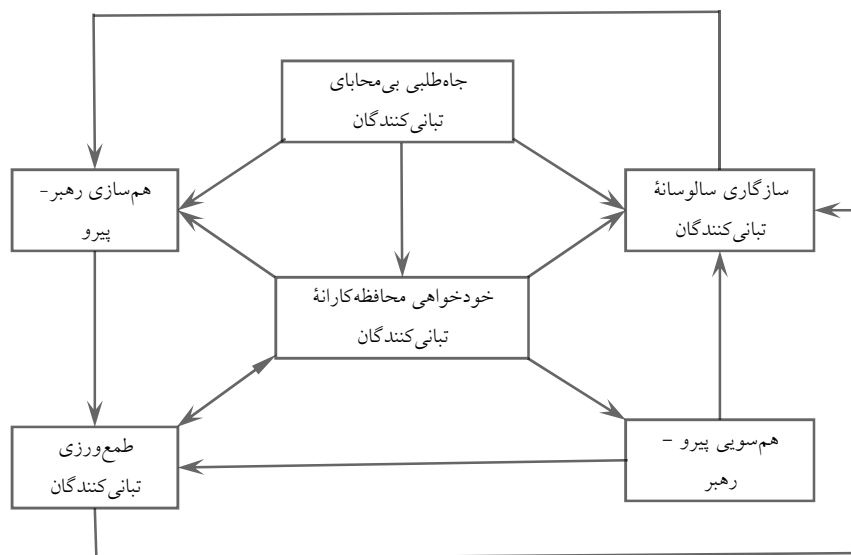 جاه‌طلبی بی‌محابای
تبانی‌کنندگان
سازگاری سالوسانهٔ
تبانی‌کنندگان
هم‌سازی رهبر-
پیرو
خودخواهی محافظه‌کارانهٔ
تبانی‌کنندگان
هم‌سویی پیرو –
رهبر
طمع‌ورزی
تبانی‌کنندگان